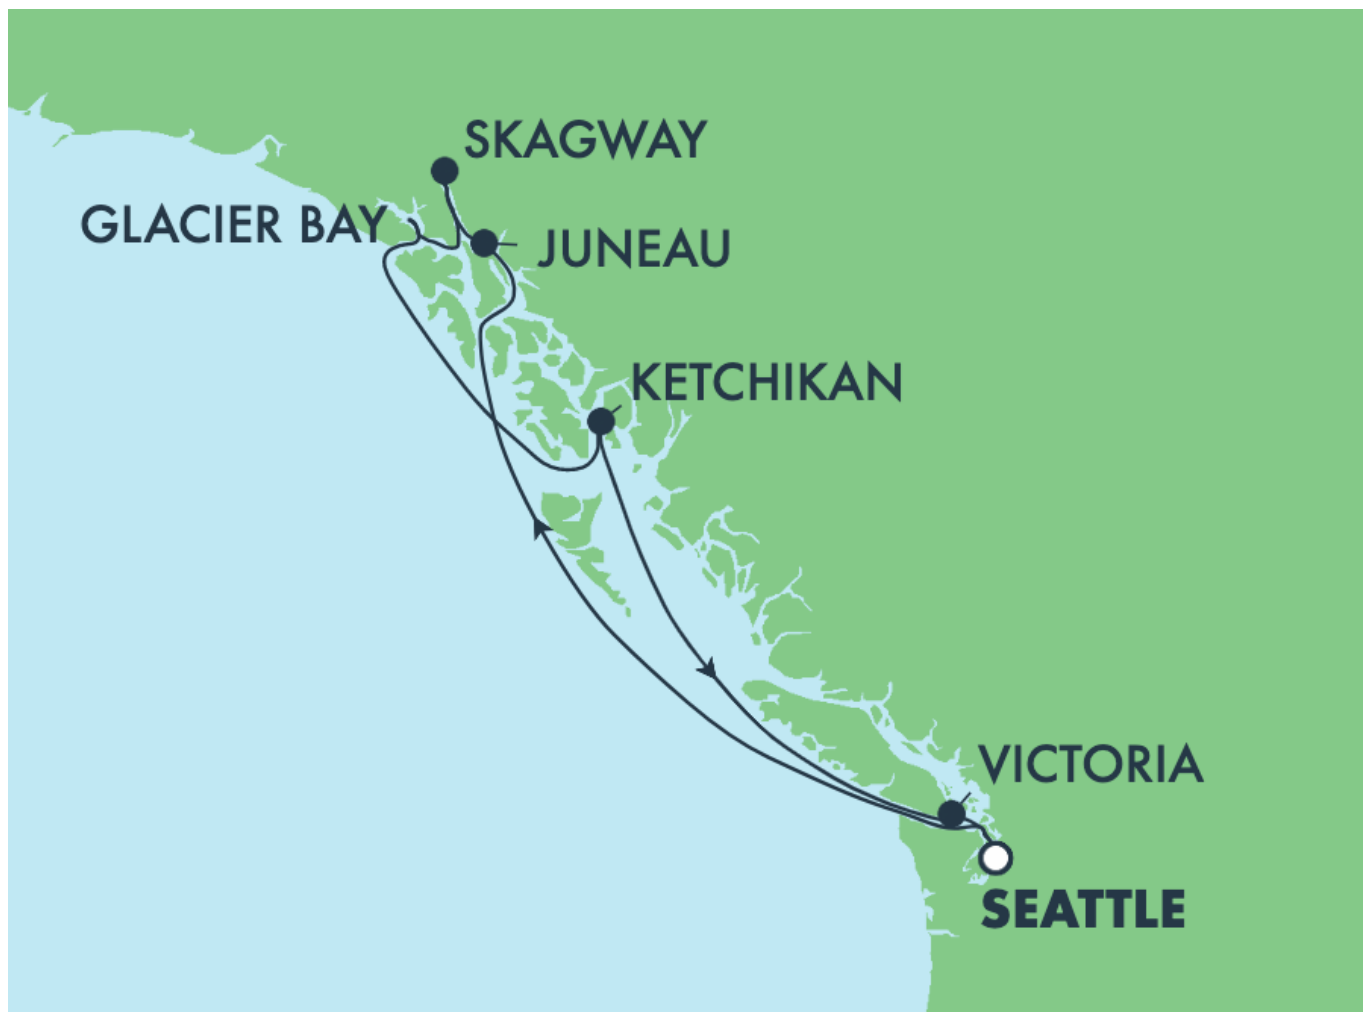 SKAGWAY
GLACIER BAY
JUNEAU
KETCHIKAN
VICTORIA
SEATTLE